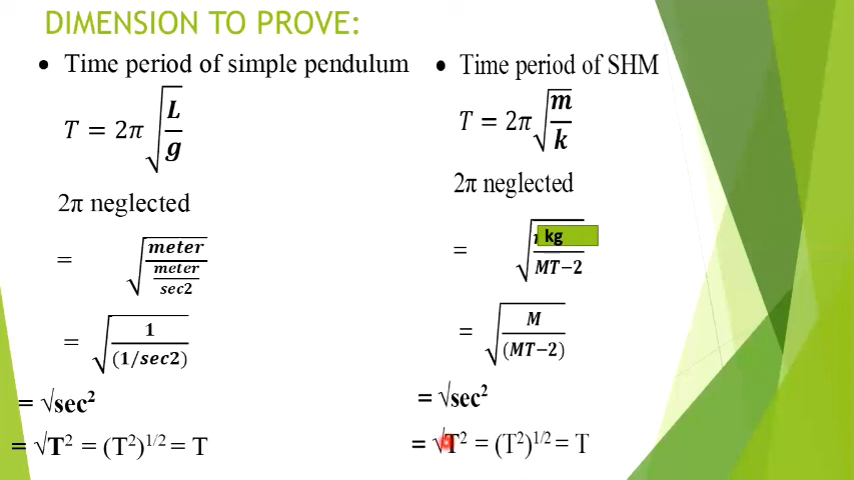 DIMENSION TO PROVE:
• Time period of simple pendulum
T = 2π √(L/g)
2π neglected
= √(meter/(meter/sec2))
= √(1/(1/sec2))
= √sec²
= √T² = (T²)^1/2 = T
• Time period of SHM
T = 2π √(m/k)
2π neglected
= √(kg/MT−2)
= √(M/(MT−2))
= √sec²
= √T² = (T²)^1/2 = T